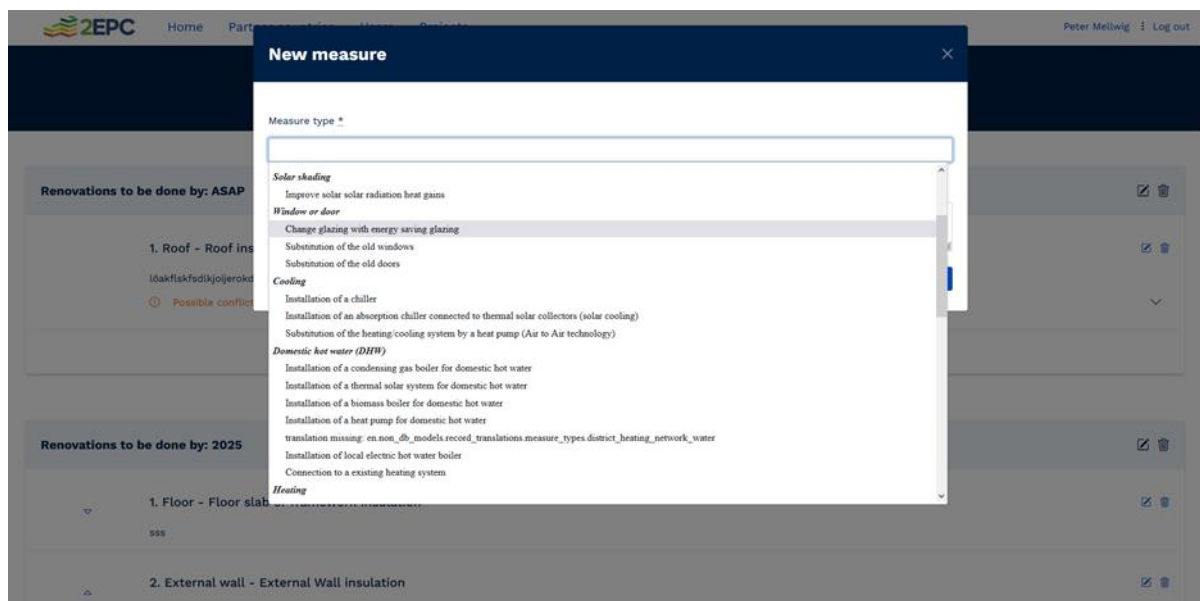 2EPC
Home
Peter Mellwig
Log out
New measure
Measure type *
Renovations to be done by: ASAP
Solar shading
Improve solar solar radiation heat gains
Window or door
Change glazing with energy saving glazing
1. Roof - Roof ins
Substitution of the old windows
Substitution of the old doors
löakflskfsdlkjoijerokd
Cooling
Possible conflict
Installation of a chiller
Installation of an absorption chiller connected to thermal solar collectors (solar cooling)
Substitution of the heating/cooling system by a heat pump (Air to Air technology)
Domestic hot water (DHW)
Installation of a condensing gas boiler for domestic hot water
Installation of a thermal solar system for domestic hot water
Installation of a biomass boiler for domestic hot water
Installation of a heat pump for domestic hot water
translation missing: en.non_db_models.record_translations.measure_types.district_heating_network_water
Renovations to be done by: 2025
Installation of local electric hot water boiler
Connection to a existing heating system
Heating
1. Floor - Floor slab
sss
2. External wall - External Wall insulation